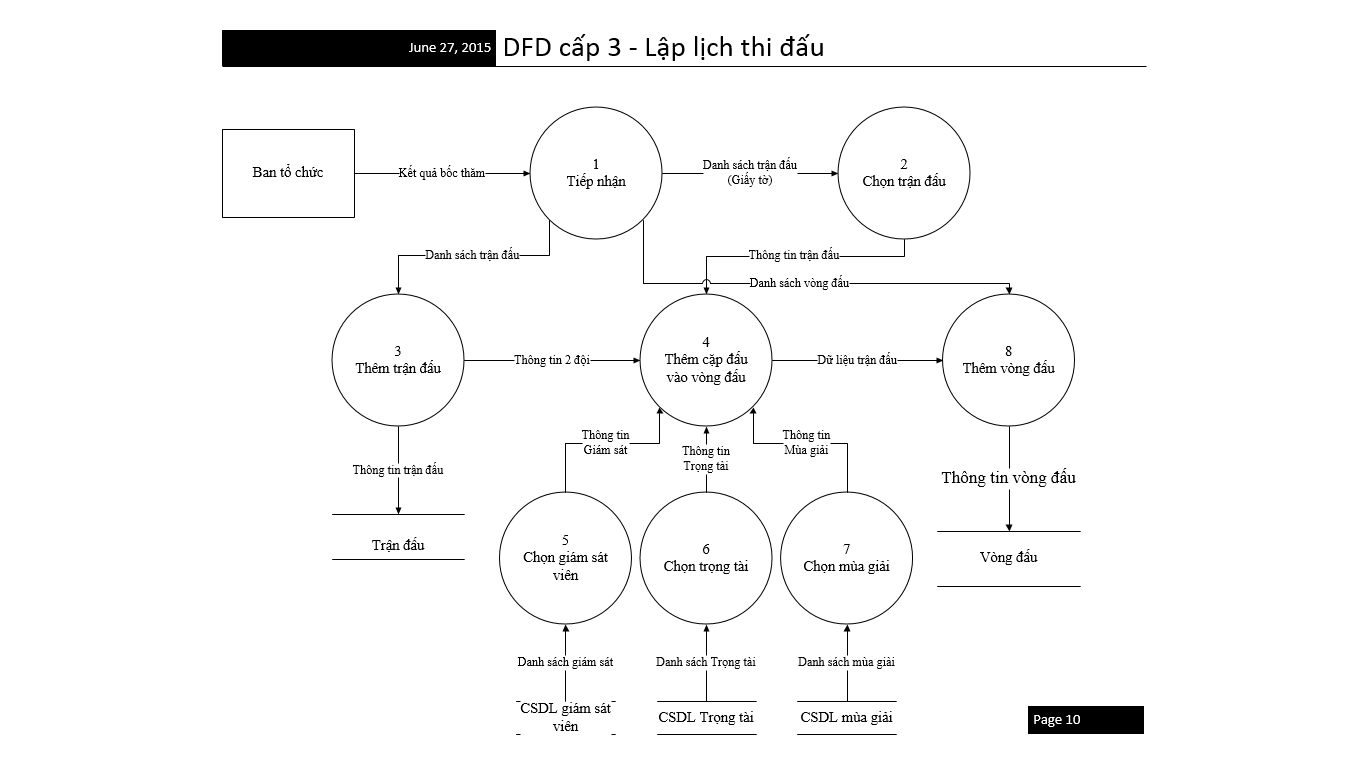 June 27, 2015
DFD cấp 3 - Lập lịch thi đấu
Ban tổ chức
Kết quả bốc thăm
1
Tiếp nhận
Danh sách trận đấu
(Giấy tờ)
2
Chọn trận đấu
Danh sách trận đấu
Thông tin trận đấu
Danh sách vòng đấu
3
Thêm trận đấu
Thông tin 2 đội
4
Thêm cặp đấu
vào vòng đấu
Dữ liệu trận đấu
8
Thêm vòng đấu
Thông tin
Giám sát
Thông tin
Trọng tài
Thông tin
Mùa giải
Thông tin trận đấu
Thông tin vòng đấu
Trận đấu
5
Chọn giám sát
viên
6
Chọn trọng tài
7
Chọn mùa giải
Vòng đấu
Danh sách giám sát
Danh sách Trọng tài
Danh sách mùa giải
CSDL giám sát
viên
CSDL Trọng tài
CSDL mùa giải
Page 10